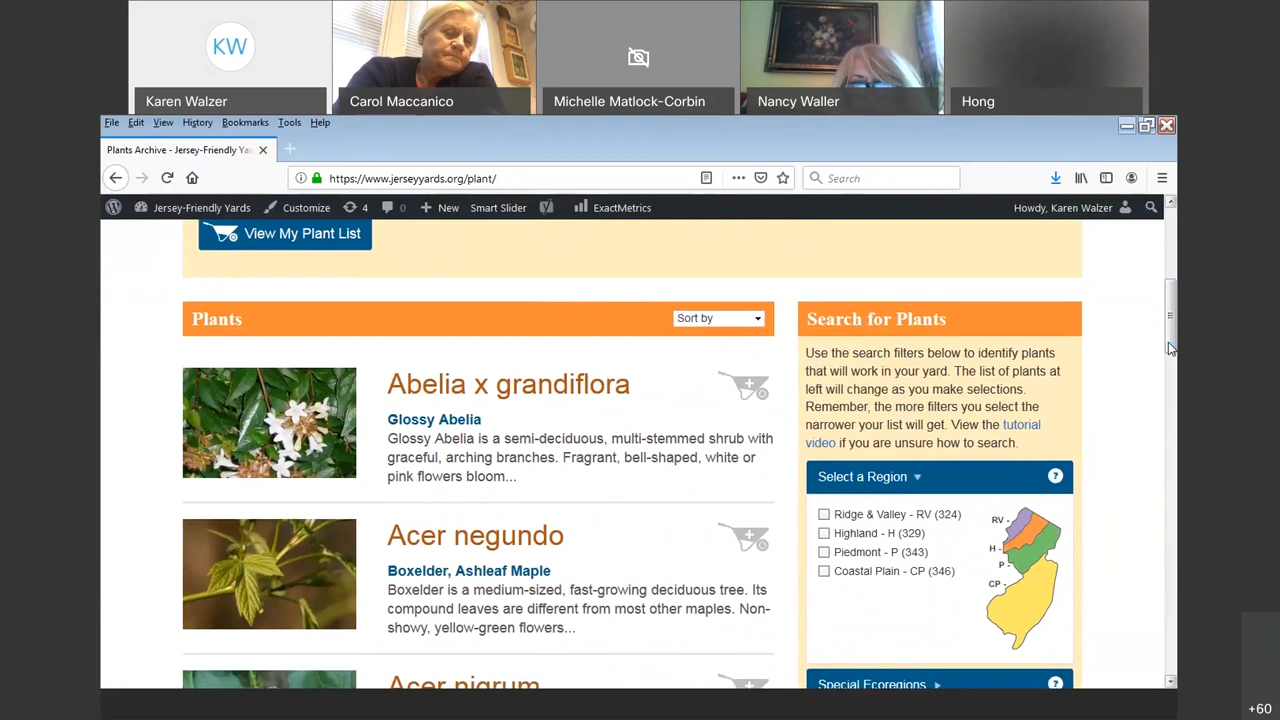 KW
Karen Walzer
Carol Maccanico
Michelle Matlock-Corbin
Nancy Waller
Hong
File Edit View History Bookmarks Tools Help
Plants Archive - Jersey-Friendly Ya
https://www.jerseyyards.org/plant/
Search
Jersey-Friendly Yards Customize 4 0 New Smart Slider ExactMetrics Howdy, Karen Walzer
View My Plant List
Plants
Sort by
Abelia x grandiflora
Glossy Abelia
Glossy Abelia is a semi-deciduous, multi-stemmed shrub with
graceful, arching branches. Fragrant, bell-shaped, white or
pink flowers bloom...
Acer negundo
Boxelder, Ashleaf Maple
Boxelder is a medium-sized, fast-growing deciduous tree. Its
compound leaves are different from most other maples. Non-
showy, yellow-green flowers...
Acer nigrum
Search for Plants
Use the search filters below to identify plants
that will work in your yard. The list of plants at
left will change as you make selections.
Remember, the more filters you select the
narrower your list will get. View the tutorial
video if you are unsure how to search.
Select a Region ?
Ridge & Valley - RV (324)
Highland - H (329)
Piedmont - P (343)
Coastal Plain - CP (346)
RV -
H -
P -
CP -
Special Ecoregions ?
+60